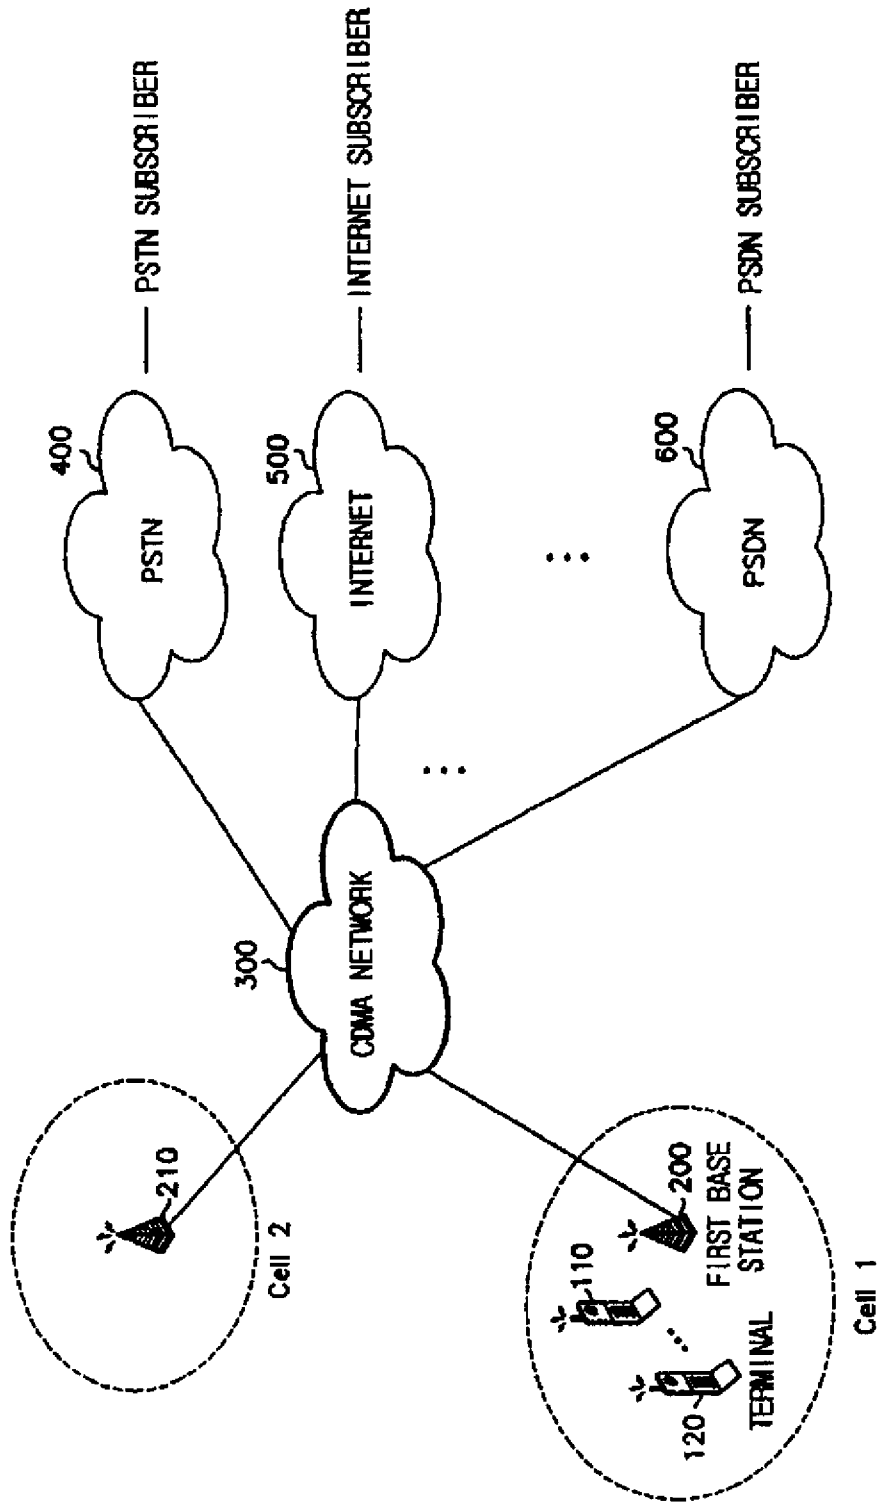 Cell 2
210
300
CDMA NETWORK
400
PSTN
PSTN SUBSCRIBER
500
INTERNET
INTERNET SUBSCRIBER
...
...
600
PSDN
PSDN SUBSCRIBER
110
200
FIRST BASE
STATION
...
120
TERMINAL
Cell 1